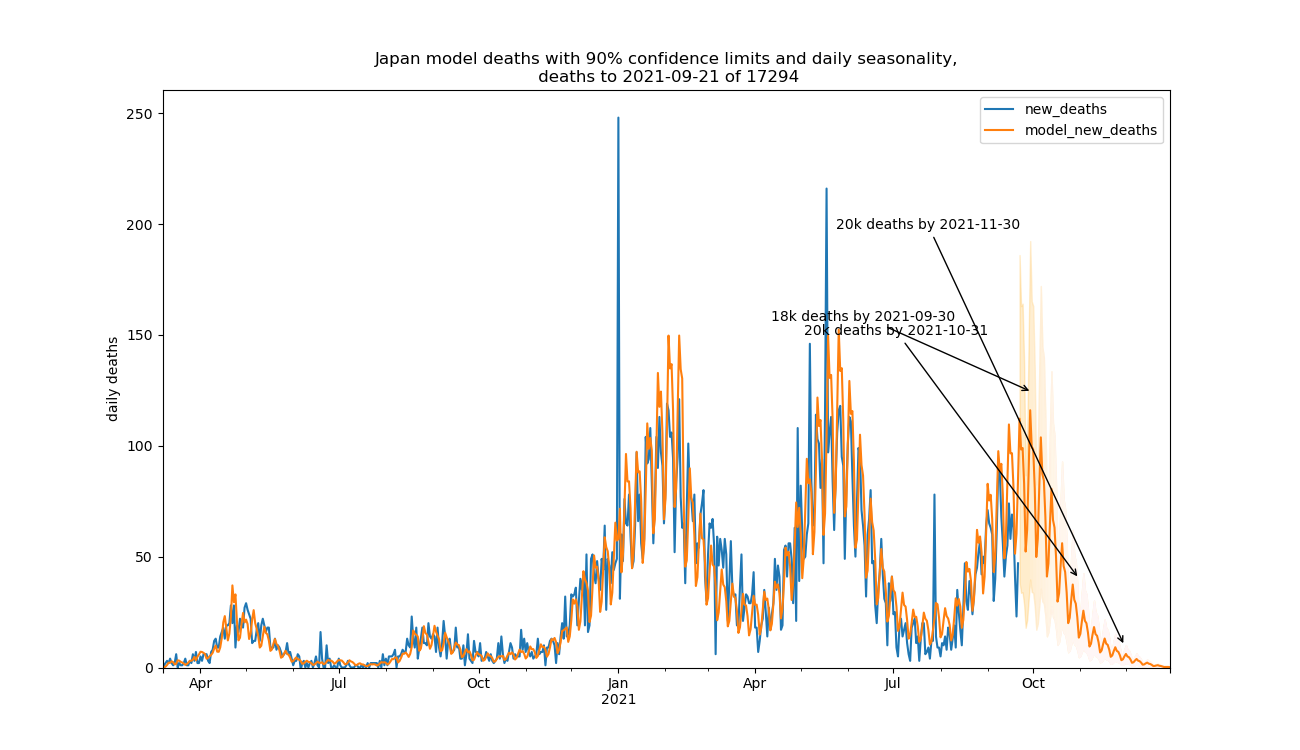 Japan model deaths with 90% confidence limits and daily seasonality,
deaths to 2021-09-21 of 17294
250
200
150
100
50
0
daily deaths
new_deaths
model_new_deaths
20k deaths by 2021-11-30
18k deaths by 2021-09-30
20k deaths by 2021-10-31
Apr
Jul
Oct
Jan
2021
Apr
Jul
Oct